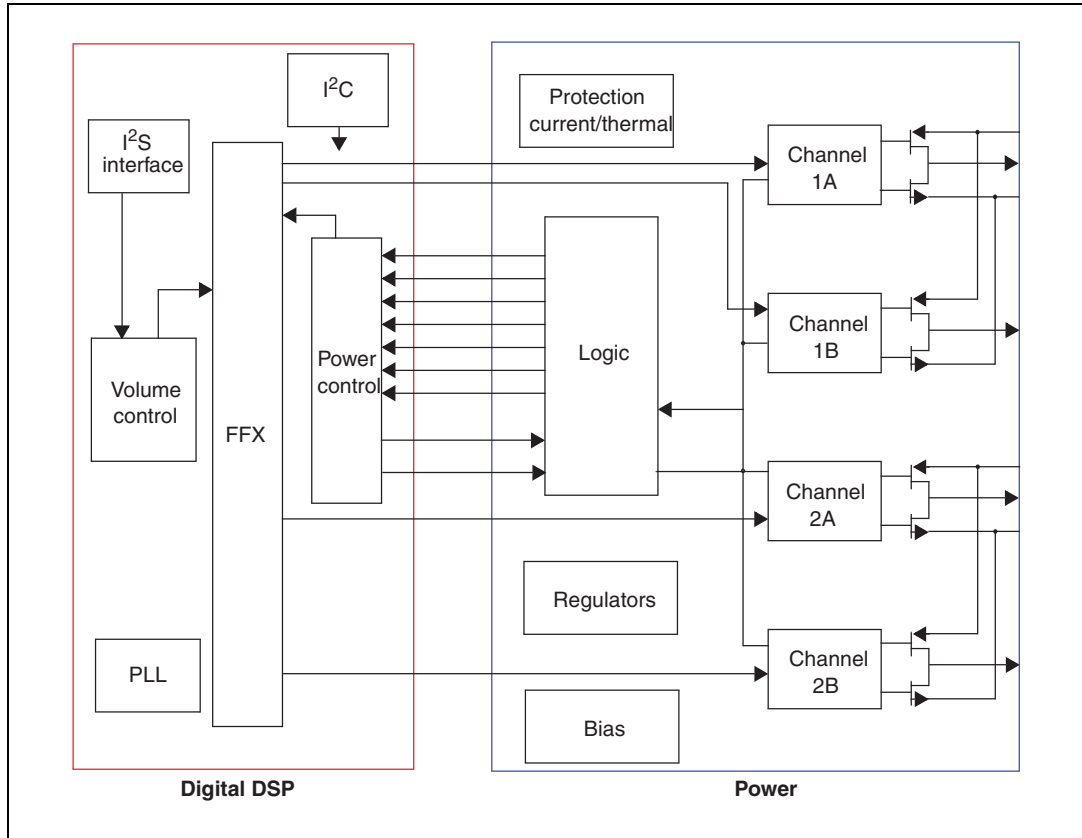 I²C
I²S
interface
Volume
control
FFX
Power
control
PLL
Digital DSP
Protection
current/thermal
Logic
Regulators
Bias
Channel
1A
Channel
1B
Channel
2A
Channel
2B
Power